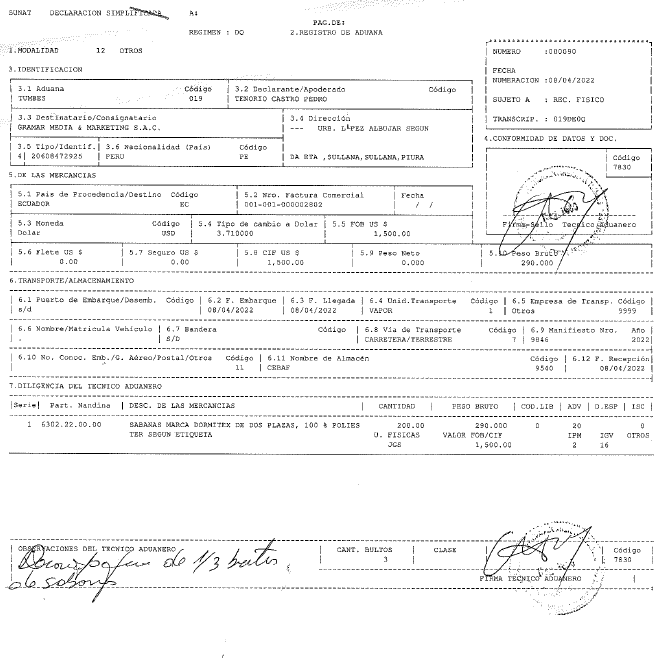 SUNAT DECLARACION SIMPLIFICADA A:
PAG.DE:
REGIMEN : DQ 2.REGISTRO DE ADUANA
1.MODALIDAD 12 OTROS
NUMERO :000090
FECHA
NUMERACION :08/04/2022
SUJETO A : REC. FISICO
TRANSCRIP. : 019DE0Q
3.IDENTIFICACION
3.1 Aduana Código 3.2 Declarante/Apoderado Código
TUMBES 019 TENORIO CASTRO PEDRO
3.3 Destinatario/Consignatario 3.4 Dirección
GRAMAR MEDIA & MARKETING S.A.C. --- URB. LºPEZ ALBUJAR SEGUN
4.CONFORMIDAD DE DATOS Y DOC.
3.5 Tipo/Identif. 3.6 Nacionalidad (País) Código
4| 20608472925 PERU PE DA ETA ,SULLANA,SULLANA,PIURA
Código
7830
5.DE LAS MERCANCIAS
5.1 Pais de Procedencia/Destino Código 5.2 Nro. Factura Comercial Fecha
ECUADOR EC 001-001-000002802 / /
Firma-Sello Tecnico Aduanero
5.3 Moneda Código 5.4 Tipo de cambio a Dolar 5.5 FOB US $
Dolar USD 3.710000 1,500.00
5.6 Flete US $ 5.7 Seguro US $ 5.8 CIF US $ 5.9 Peso Neto 5.10 Peso Bruto
0.00 0.00 1,500.00 0.000 290.000
6.TRANSPORTE/ALMACENAMIENTO
6.1 Puerto de Embarque/Desemb. Código 6.2 F. Embarque 6.3 F. Llegada 6.4 Unid.Transporte Código 6.5 Empresa de Transp. Código
s/d 08/04/2022 08/04/2022 VAPOR 1 Otros 9999
6.6 Nombre/Matricula Vehículo 6.7 Bandera Código 6.8 Vía de Transporte Código 6.9 Manifiesto Nro. Año
. S/D CARRETERA/TERRESTRE 7 9846 2022
6.10 No. Conoc. Emb./G. Aéreo/Postal/Otros Código 6.11 Nombre de Almacén Código 6.12 F. Recepción
11 CEBAF 9540 08/04/2022
7.DILIGENCIA DEL TECNICO ADUANERO
|Serie| Part. Nandina | DESC. DE LAS MERCANCIAS CANTIDAD | PESO BRUTO | COD.LIB | ADV | D.ESP | ISC |
1 6302.22.00.00 SABANAS MARCA DORMITEX DE DOS PLAZAS, 100 % POLIES 200.00 290.000 0 20 0
TER SEGUN ETIQUETA U. FISICAS VALOR FOB/CIF IPM IGV OTROS
JGS 1,500.00 2 16
OBSERVACIONES DEL TECNICO ADUANERO CANT. BULTOS CLASE Código
3 7830
de 1/3 bultos
de
FIRMA TECNICO ADUANERO